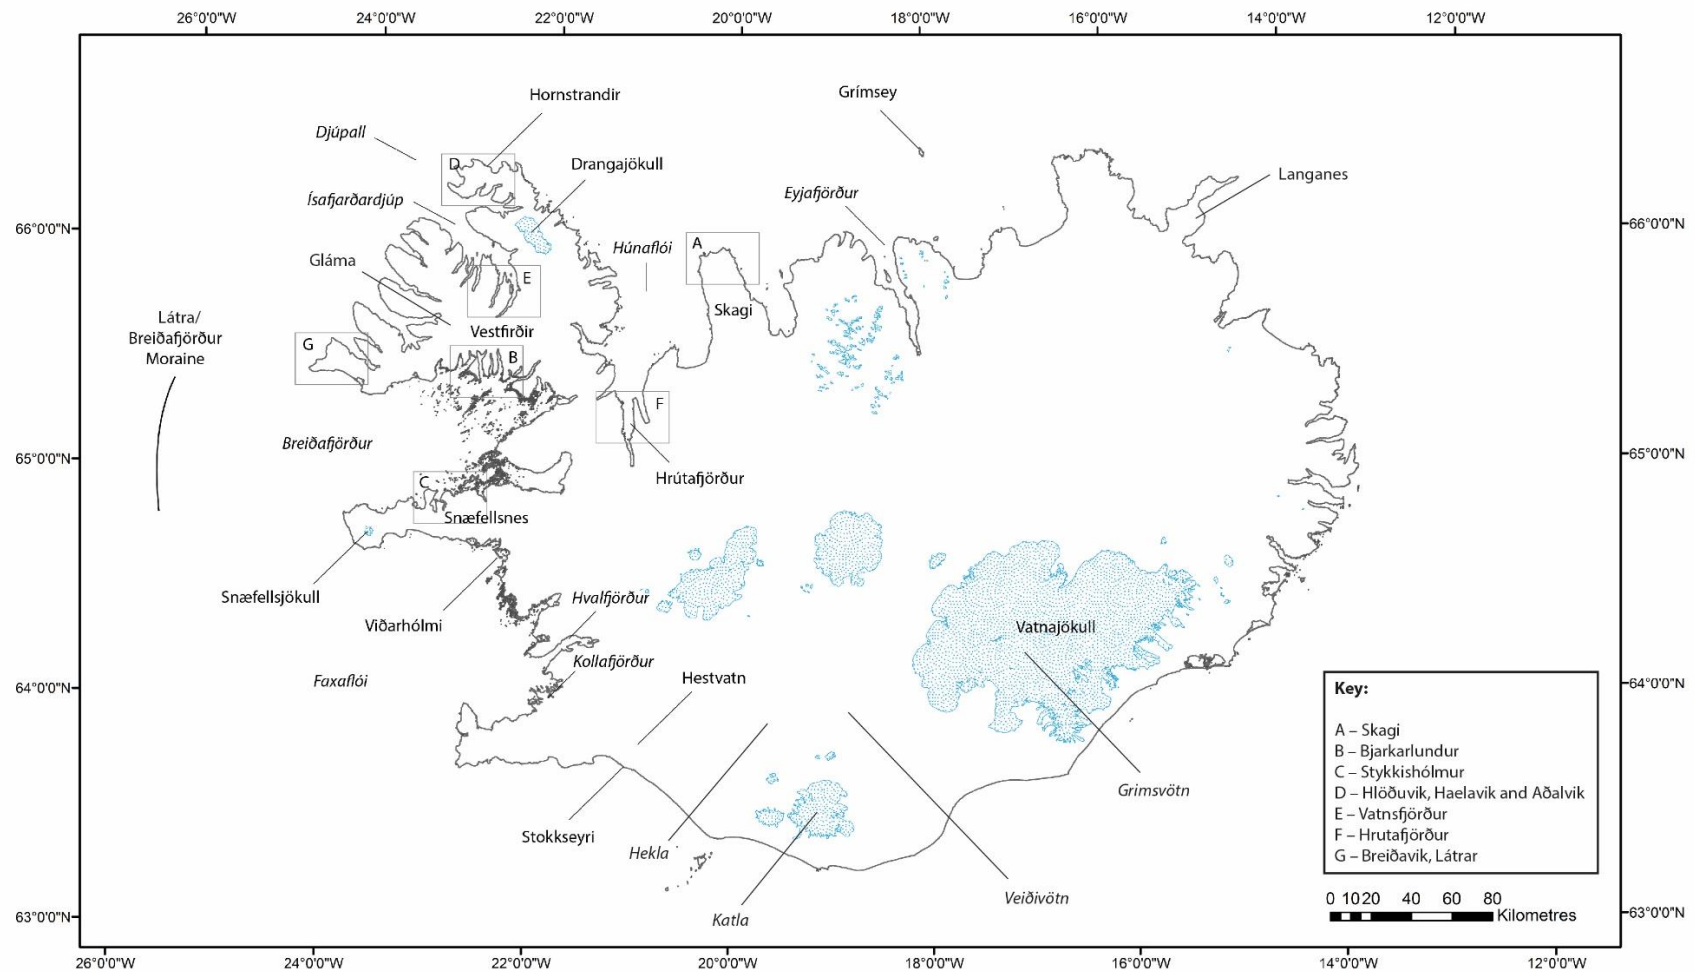 26°0'0"W
24°0'0"W
22°0'0"W
20°0'0"W
18°0'0"W
16°0'0"W
14°0'0"W
12°0'0"W
Hornstrandir
Grímsey
Djúpall
D
Drangajökull
Langanes
Ísafjarðardjúp
Eyjafjörður
66°0'0"N
66°0'0"N
Húnaflói
A
Gláma
E
Skagi
Látra/
Breiðafjörður
Moraine
Vestfirðir
G
B
F
Breiðafjörður
65°0'0"N
65°0'0"N
Hrútafjörður
C
Snæfellsnes
Snæfellsjökull
Hvalfjörður
Viðarhólmi
Vatnajökull
Kollafjörður
Faxaflói
Hestvatn
64°0'0"N
64°0'0"N
Key:
A – Skagi
B – Bjarkarlundur
C – Stykkishólmur
D – Hlöðuvik, Haelavik and Aðalvik
E – Vatnsfjörður
F – Hrutafjörður
G – Breiðavik, Látrar
Grimsvötn
Stokkseyri
Hekla
Veiðivötn
Katla
0 10 20 40 60 80
Kilometres
63°0'0"N
63°0'0"N
26°0'0"W
24°0'0"W
22°0'0"W
20°0'0"W
18°0'0"W
16°0'0"W
14°0'0"W
12°0'0"W